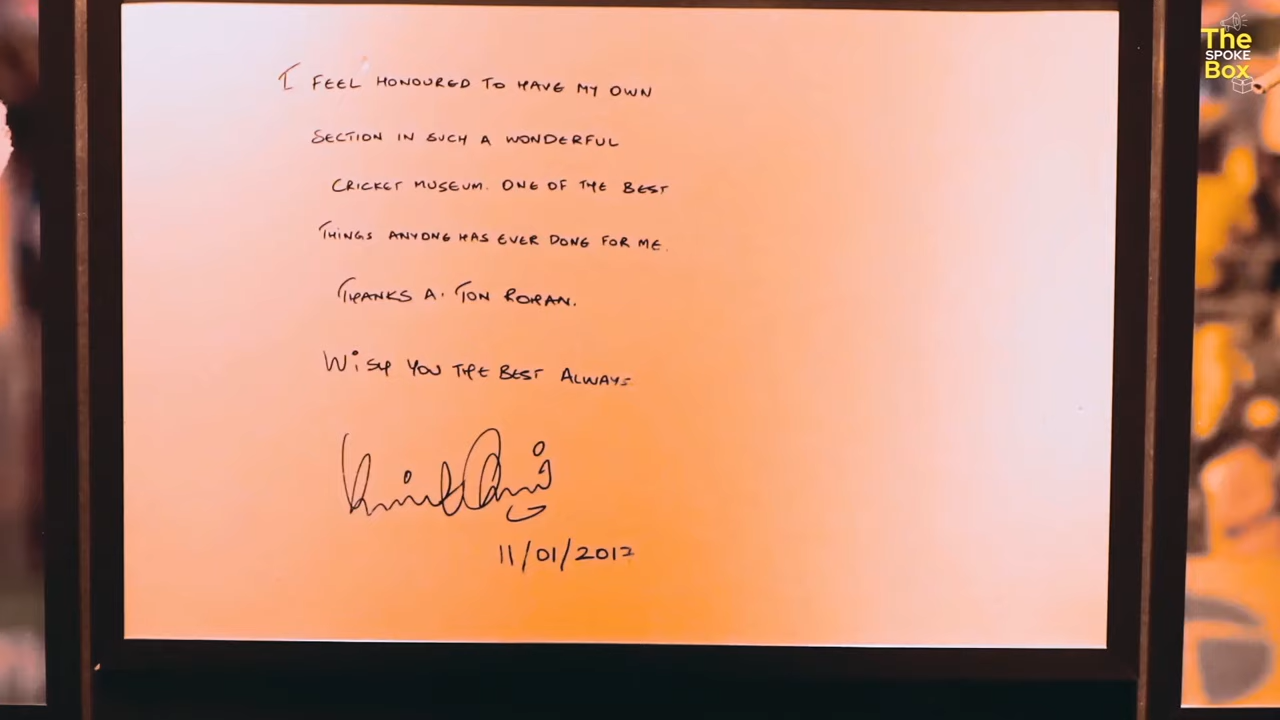 I FEEL HONOURED TO HAVE MY OWN
SECTION IN SUCH A WONDERFUL
CRICKET MUSEUM. ONE OF THE BEST
THINGS ANYONE HAS EVER DONE FOR ME.
THANKS A. TON ROHAN.
WISH YOU THE BEST ALWAYS
11/01/2017
The
SPOKE
Box